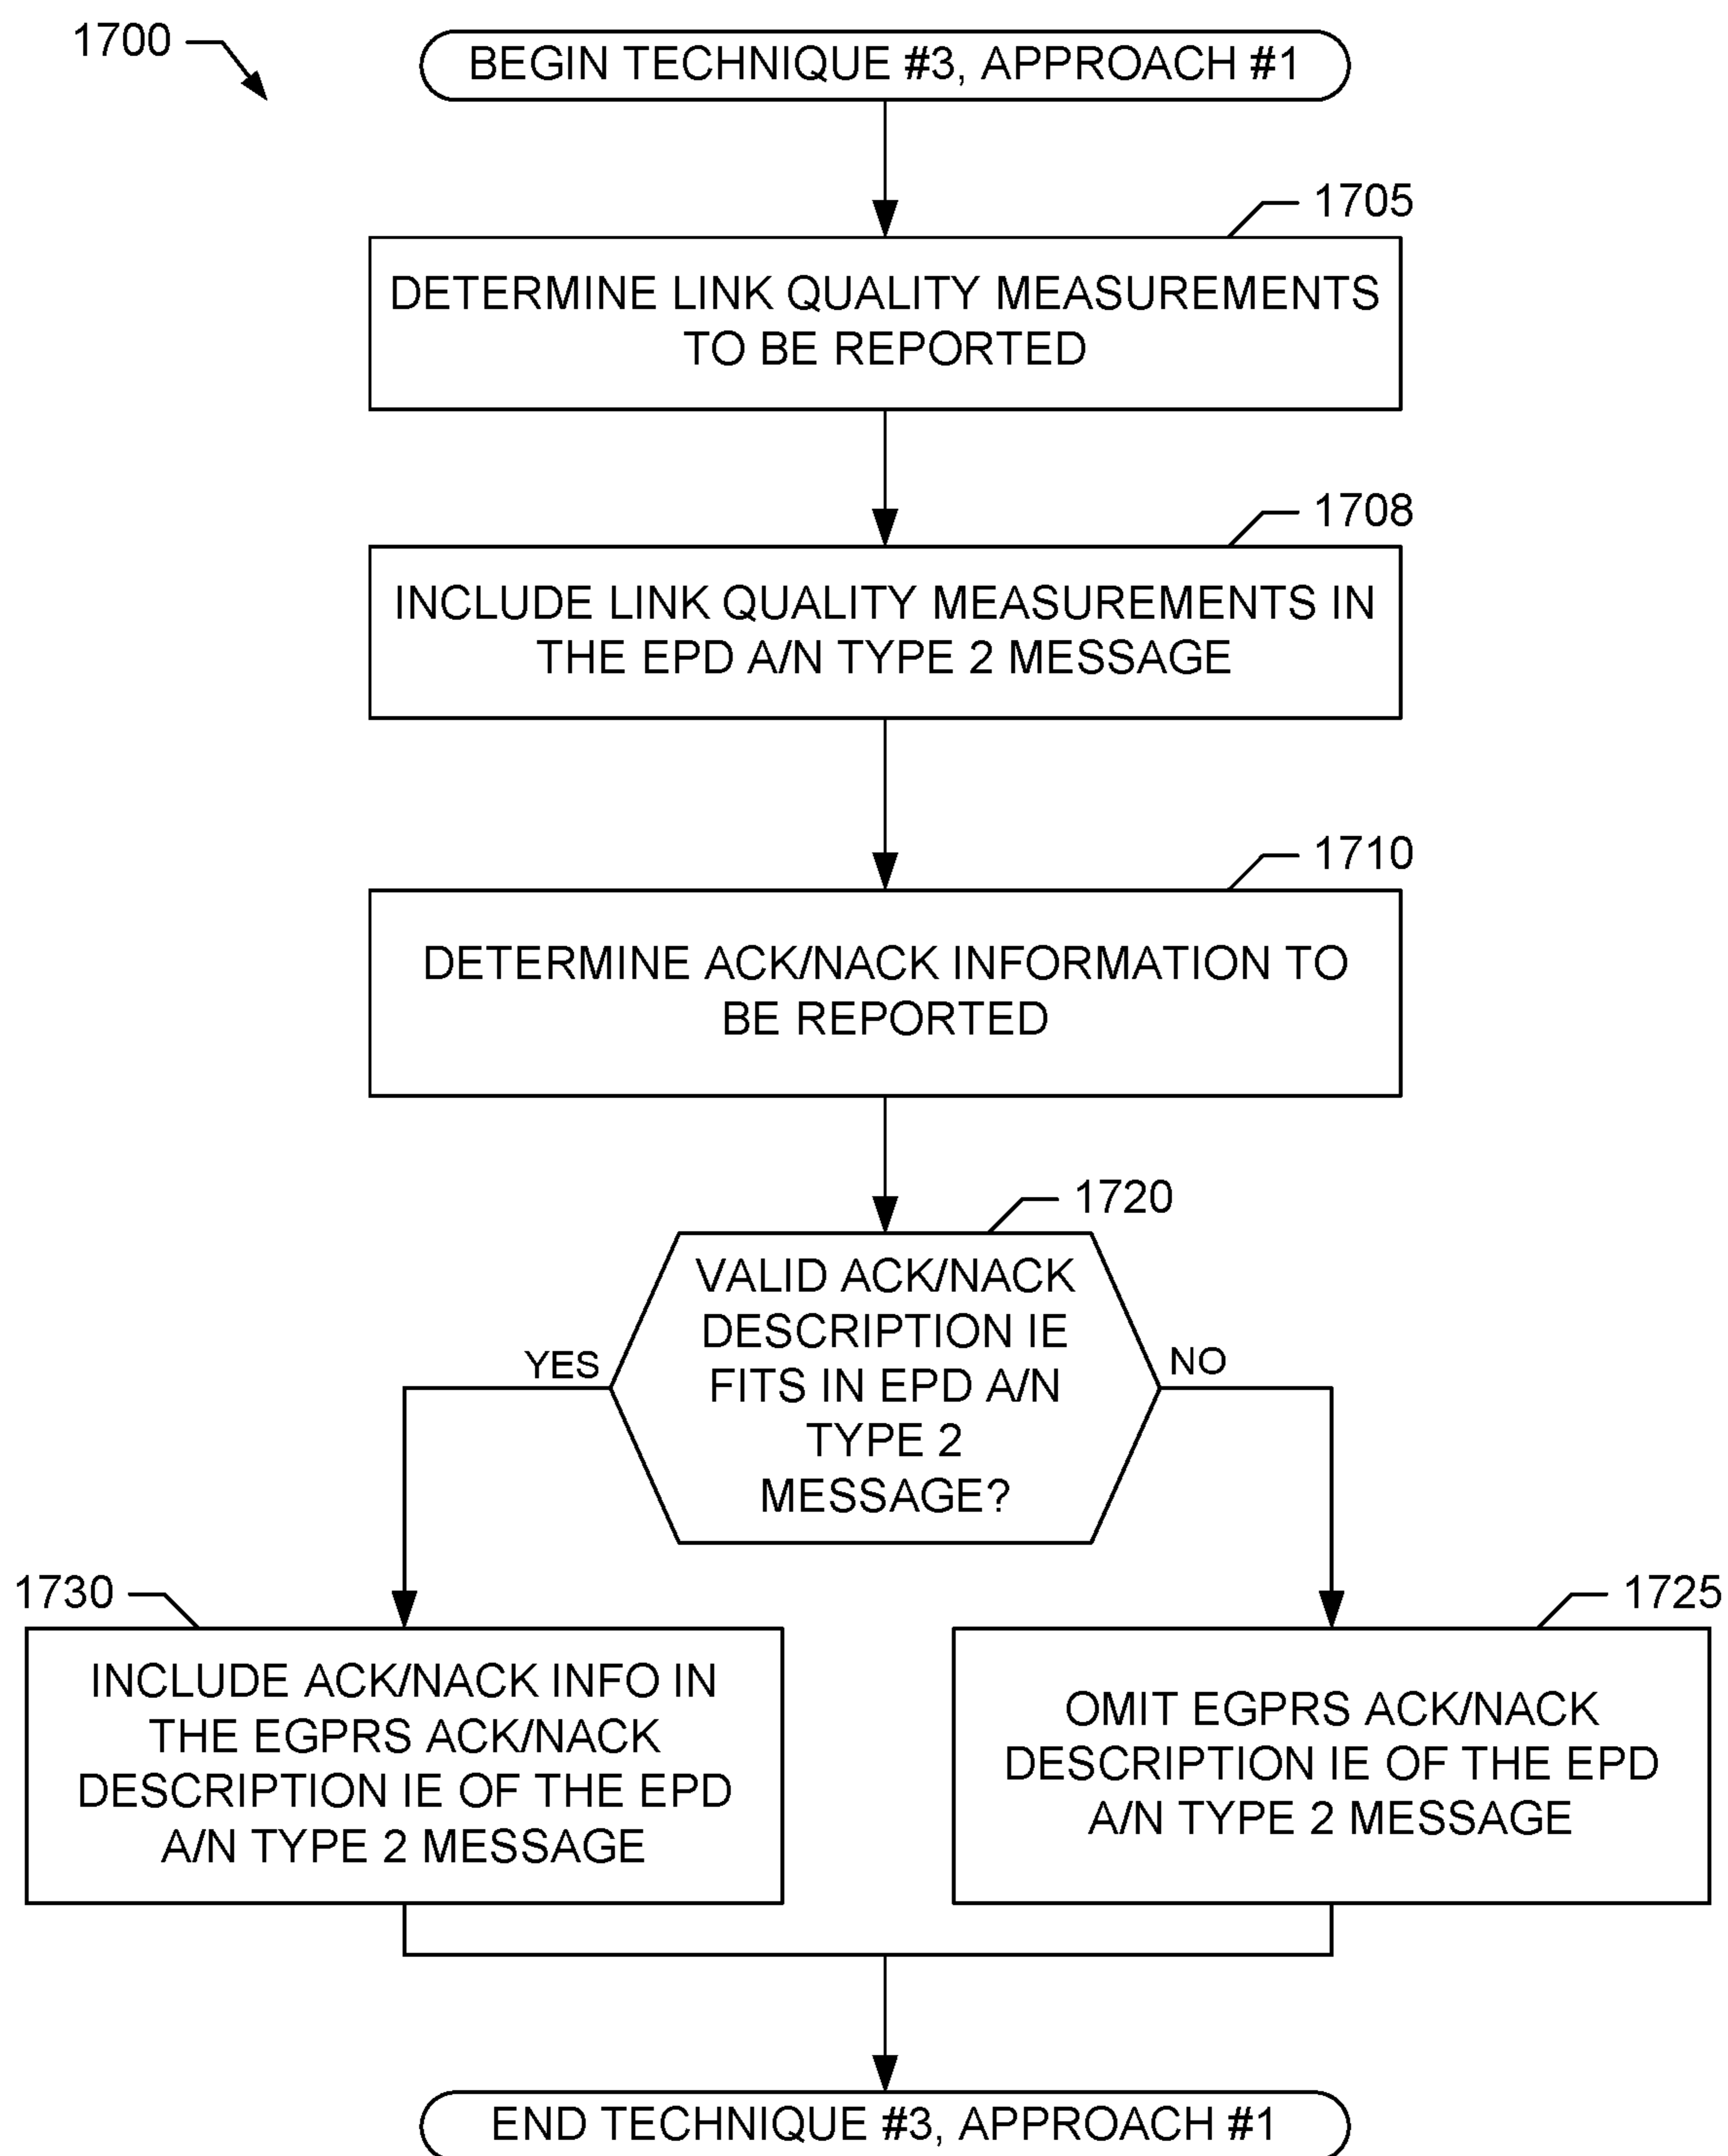 1700
BEGIN TECHNIQUE #3, APPROACH #1
1705
DETERMINE LINK QUALITY MEASUREMENTS
TO BE REPORTED
1708
INCLUDE LINK QUALITY MEASUREMENTS IN
THE EPD A/N TYPE 2 MESSAGE
1710
DETERMINE ACK/NACK INFORMATION TO
BE REPORTED
1720
VALID ACK/NACK
DESCRIPTION IE
FITS IN EPD A/N
TYPE 2
MESSAGE?
YES
NO
1730
INCLUDE ACK/NACK INFO IN
THE EGPRS ACK/NACK
DESCRIPTION IE OF THE EPD
A/N TYPE 2 MESSAGE
1725
OMIT EGPRS ACK/NACK
DESCRIPTION IE OF THE EPD
A/N TYPE 2 MESSAGE
END TECHNIQUE #3, APPROACH #1